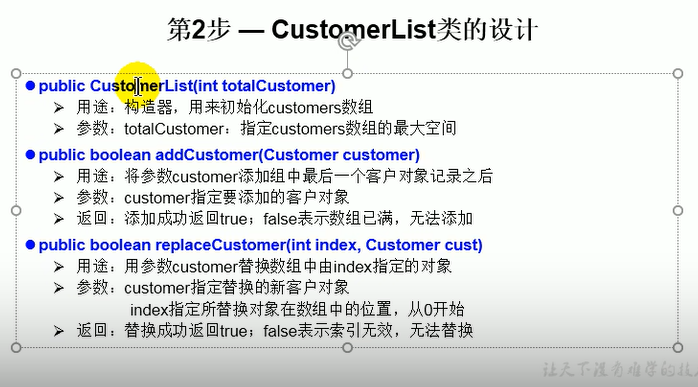 第2步 — CustomerList类的设计
●public CustomerList(int totalCustomer)
➢ 用途：构造器，用来初始化customers数组
➢ 参数：totalCustomer：指定customers数组的最大空间
●public boolean addCustomer(Customer customer)
➢ 用途：将参数customer添加组中最后一个客户对象记录之后
➢ 参数：customer指定要添加的客户对象
➢ 返回：添加成功返回true；false表示数组已满，无法添加
●public boolean replaceCustomer(int index, Customer cust)
➢ 用途：用参数customer替换数组中由index指定的对象
➢ 参数：customer指定替换的新客户对象
index指定所替换对象在数组中的位置，从0开始
➢ 返回：替换成功返回true；false表示索引无效，无法替换
让天下没有难学的技